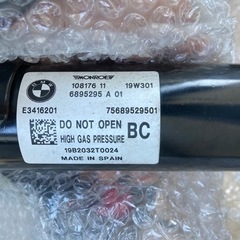 BMW
MONROE
108176 11
19W301
6895295 A 01
E3416201
75689529501
DO NOT OPEN
HIGH GAS PRESSURE
BC
19B2032T0024
MADE IN SPAIN